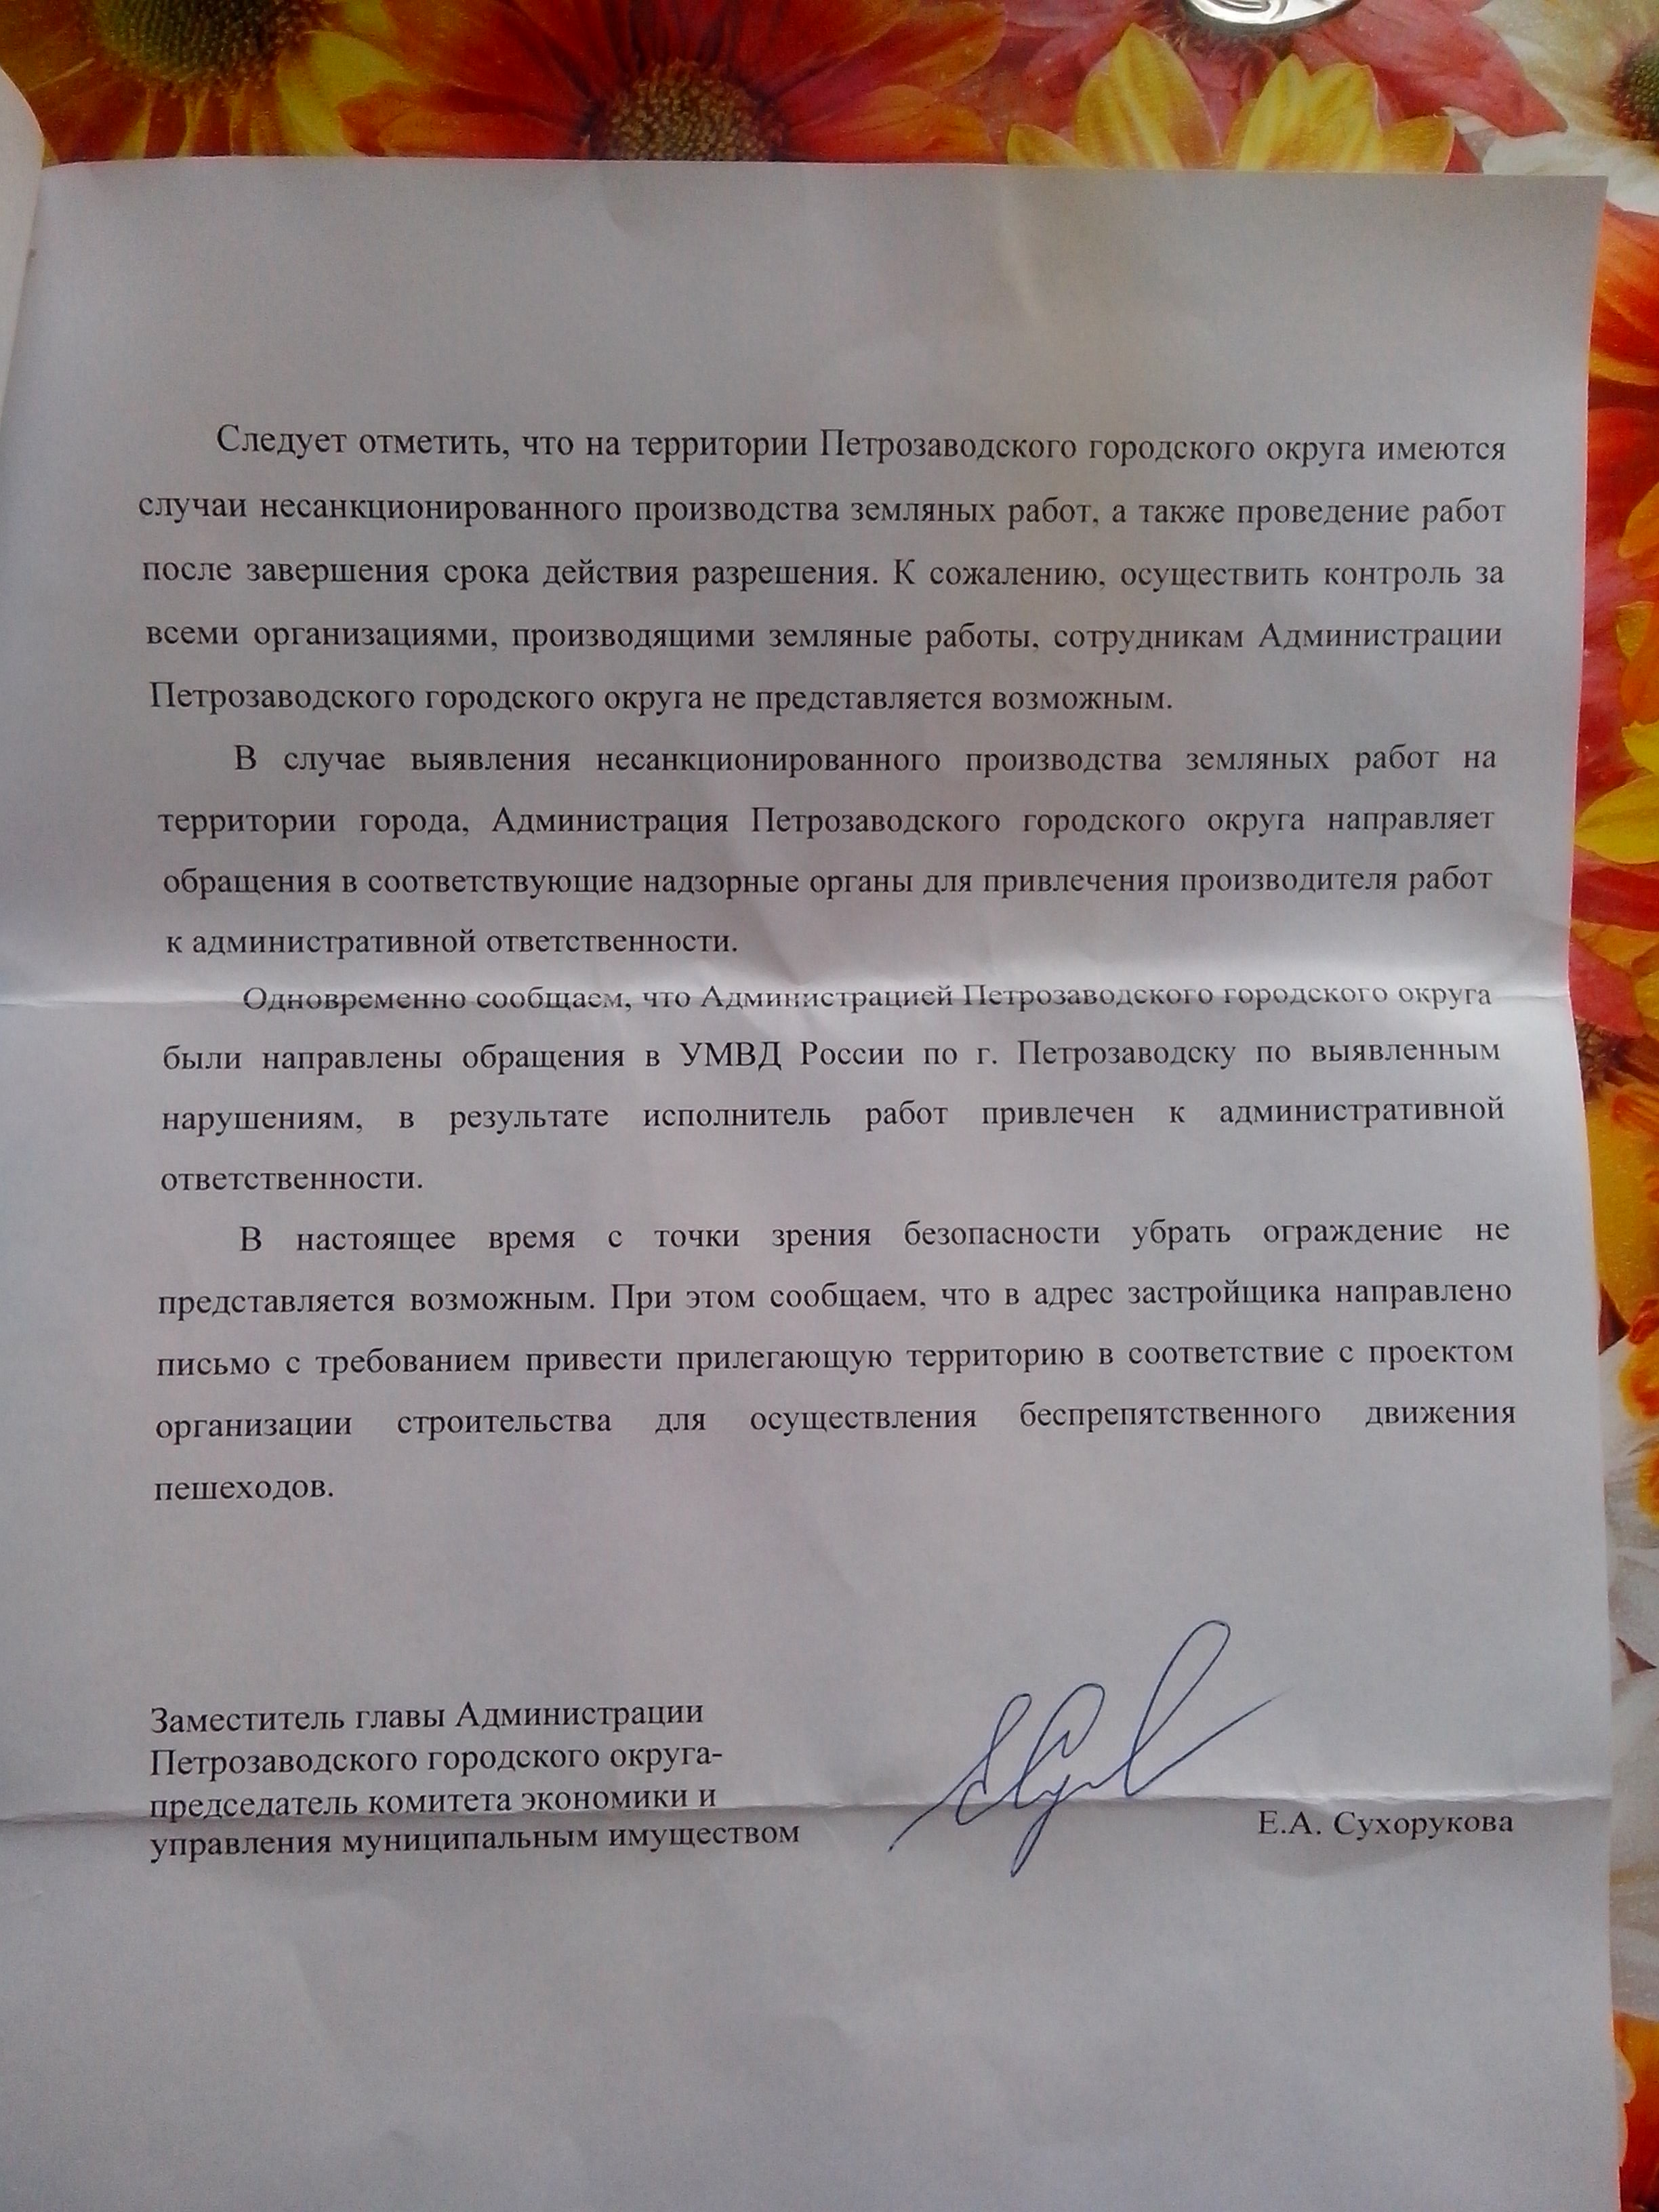 Следует отметить, что на территории Петрозаводского городского округа имеются
случаи несанкционированного производства земляных работ, а также проведение работ
после завершения срока действия разрешения. К сожалению, осуществить контроль за
всеми организациями, производящими земляные работы, сотрудникам Администрации
Петрозаводского городского округа не представляется возможным.
В случае выявления несанкционированного производства земляных работ на
территории города, Администрация Петрозаводского городского округа направляет
обращения в соответствующие надзорные органы для привлечения производителя работ
к административной ответственности.
Одновременно сообщаем, что Администрацией Петрозаводского городского округа
были направлены обращения в УМВД России по г. Петрозаводску по выявленным
нарушениям, в результате исполнитель работ привлечен к административной
ответственности.
В настоящее время с точки зрения безопасности убрать ограждение не
представляется возможным. При этом сообщаем, что в адрес застройщика направлено
письмо с требованием привести прилегающую территорию в соответствие с проектом
организации строительства для осуществления беспрепятственного движения
пешеходов.
Заместитель главы Администрации
Петрозаводского городского округа-
председатель комитета экономики и
управления муниципальным имуществом
Е.А. Сухорукова